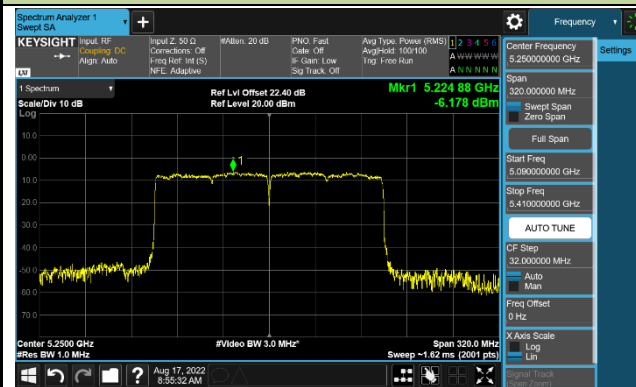 Spectrum Analyzer 1
Swept SA
+
Frequency
KEYSIGHT
Input: RF
Coupling: DC
Align: Auto
Input Z: 50 Ω
Corrections: Off
Freq Ref: Int (S)
NFE: Adaptive
#Atten: 20 dB
PNO: Fast
Gate: Off
IF Gain: Low
Sig Track: Off
Avg Type: Power (RMS)
Avg|Hold: 100/100
Trig: Free Run
1 2 3 4 5 6
A W W W W W
A N N N N N
LXI
1 Spectrum
Scale/Div 10 dB
Log
Ref Lvl Offset 22.40 dB
Ref Level 20.00 dBm
Mkr1 5.224 88 GHz
-6.178 dBm
10.0
0.00
-10.0
-20.0
-30.0
-40.0
-50.0
-60.0
-70.0
1
Center 5.2500 GHz
#Res BW 1.0 MHz
#Video BW 3.0 MHz*
Span 320.0 MHz
Sweep ~1.62 ms (2001 pts)
Center Frequency
5.250000000 GHz
Settings
Span
320.000000 MHz
Swept Span
Zero Span
Full Span
Start Freq
5.090000000 GHz
Stop Freq
5.410000000 GHz
AUTO TUNE
CF Step
32.000000 MHz
Auto
Man
Freq Offset
0 Hz
X Axis Scale
Log
Lin
Signal Track
(Span Zoom)
?
Aug 17, 2022
8:55:32 AM